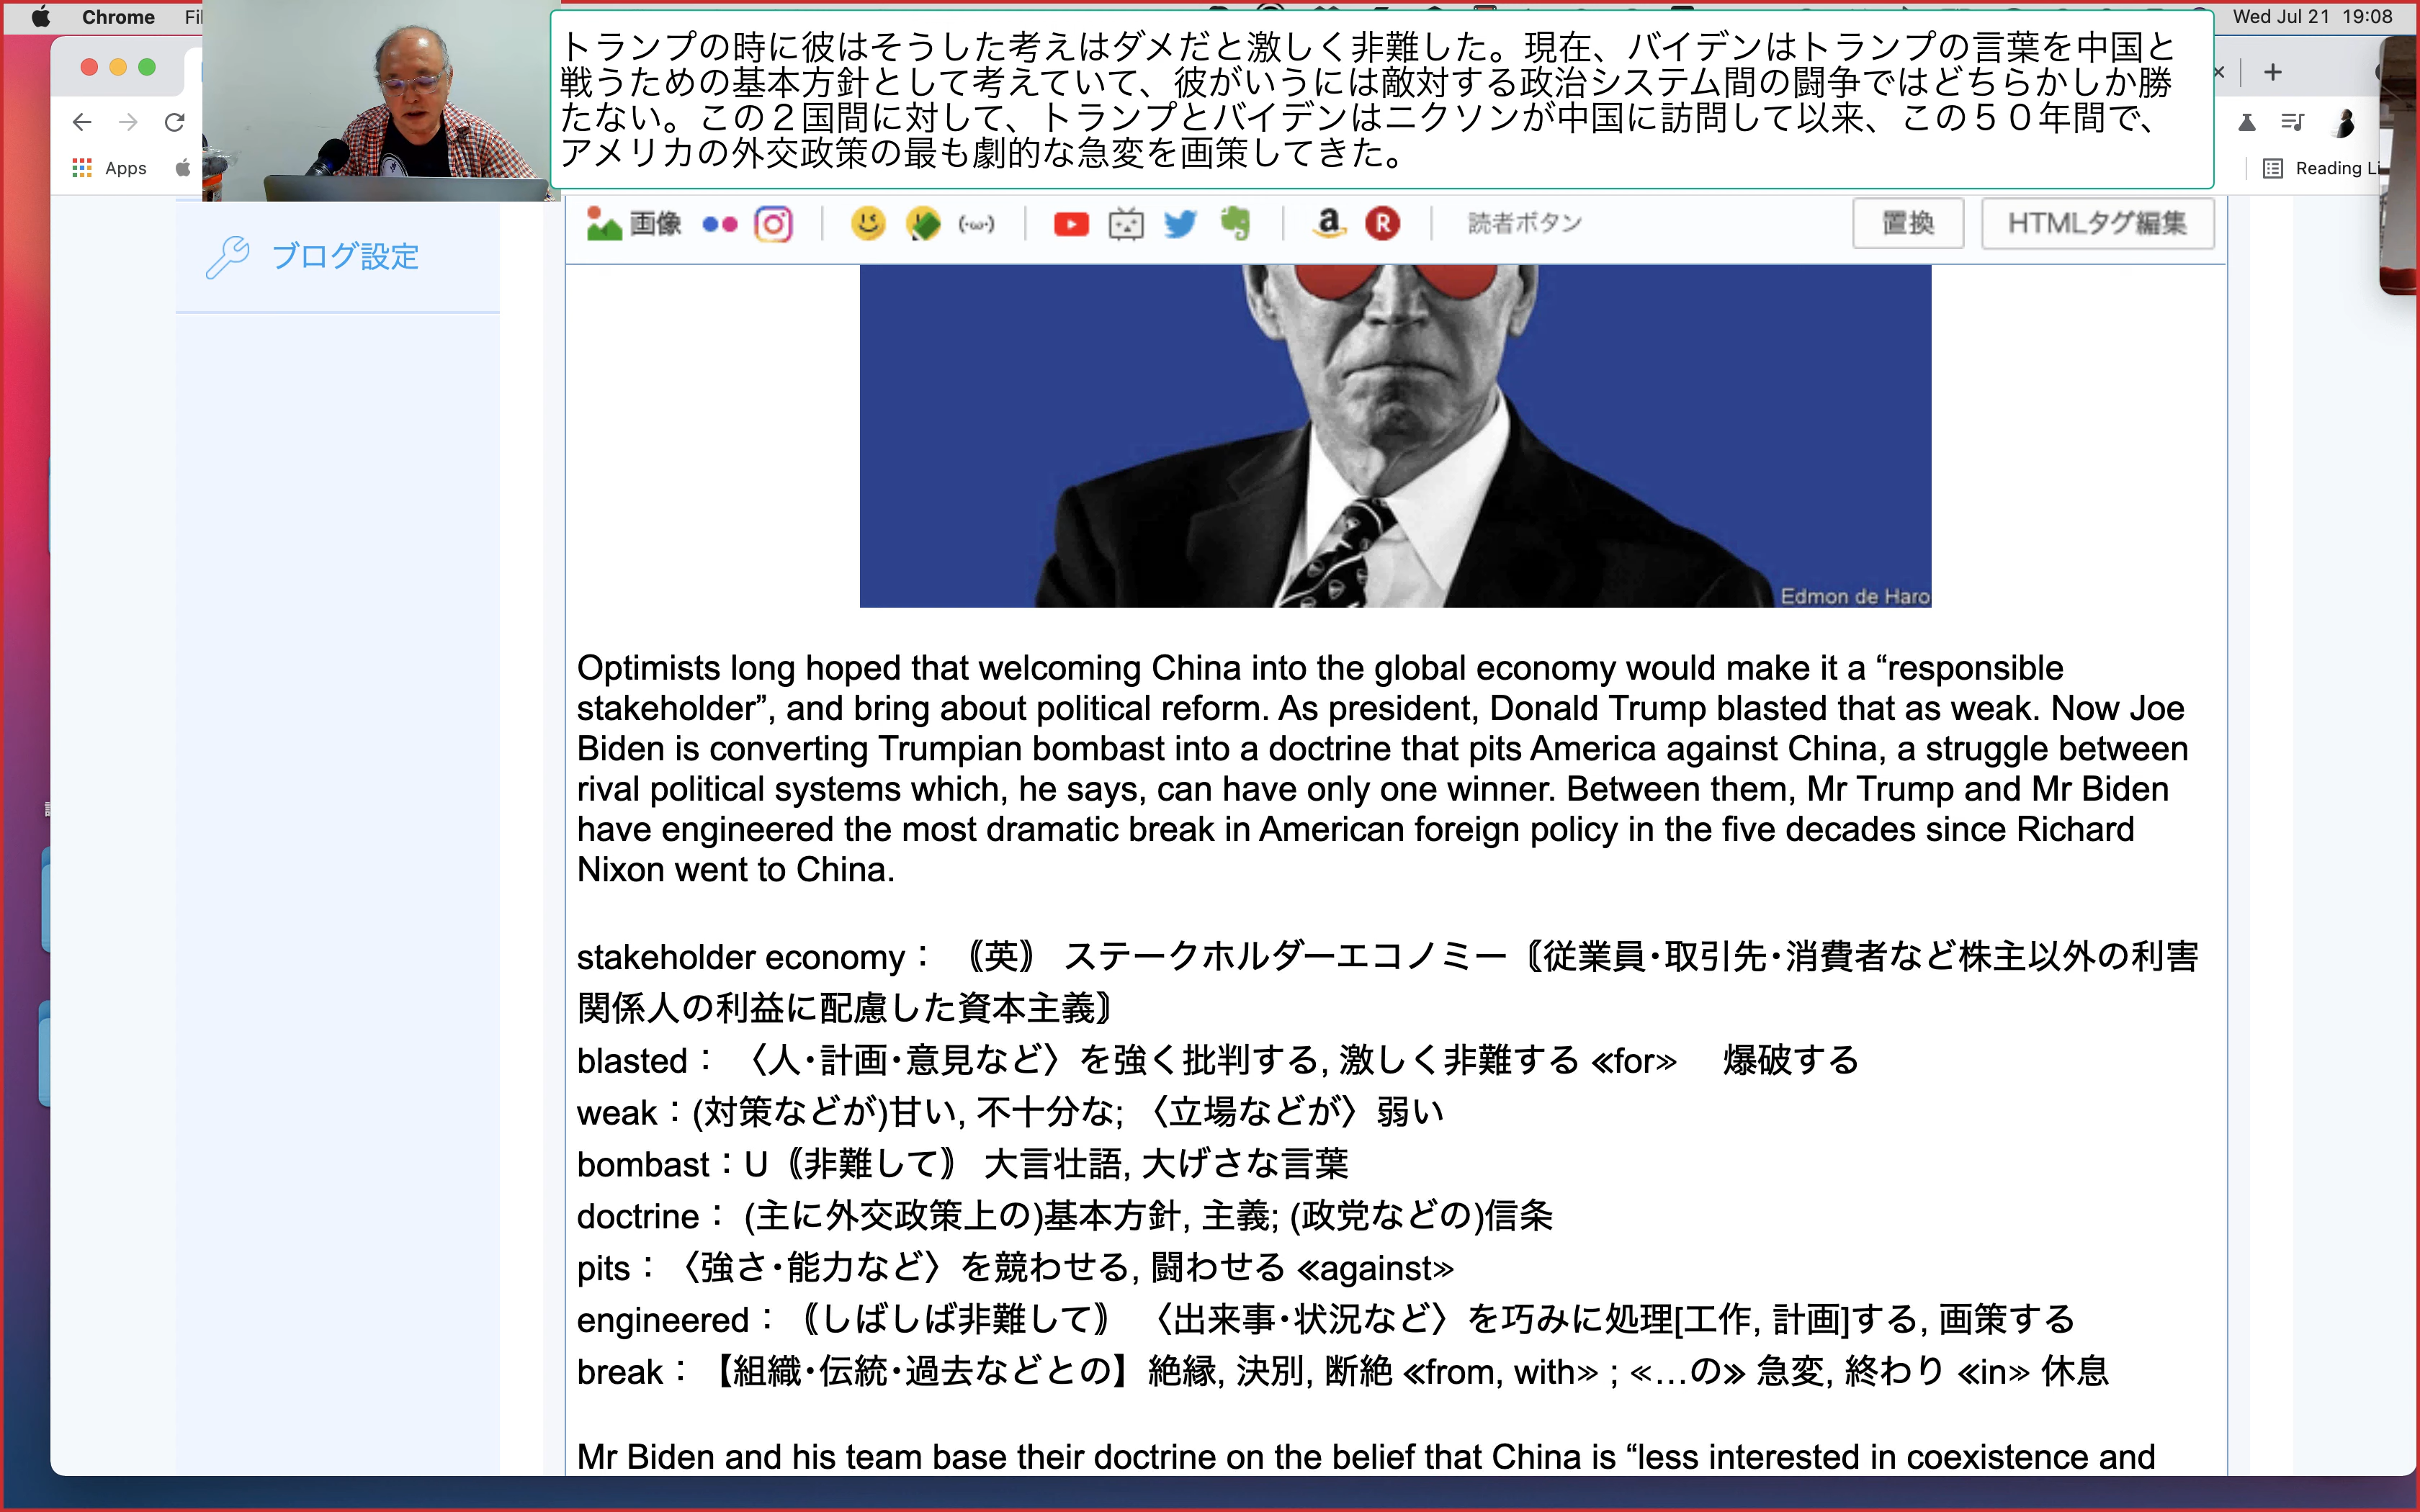 Chrome
Wed Jul 21 19:08
トランプの時に彼はそうした考えはダメだと激しく非難した。現在、バイデンはトランプの言葉を中国と
戦うための基本方針として考えていて、彼がいうには敵対する政治システム間の闘争ではどちらかしか勝
たない。この２国間に対して、トランプとバイデンはニクソンが中国に訪問して以来、この５０年間で、
アメリカの外交政策の最も劇的な急変を画策してきた。
Apps
Reading Li
画像
(·ω·)
a
R
読者ボタン
置換
HTMLタグ編集
ブログ設定
Edmon de Haro
Optimists long hoped that welcoming China into the global economy would make it a “responsible
stakeholder”, and bring about political reform. As president, Donald Trump blasted that as weak. Now Joe
Biden is converting Trumpian bombast into a doctrine that pits America against China, a struggle between
rival political systems which, he says, can have only one winner. Between them, Mr Trump and Mr Biden
have engineered the most dramatic break in American foreign policy in the five decades since Richard
Nixon went to China.
stakeholder economy： ⦅英⦆ ステークホルダーエコノミー〘従業員･取引先･消費者など株主以外の利害
関係人の利益に配慮した資本主義〙
blasted： 〈人･計画･意見など〉を強く批判する, 激しく非難する ≪for≫　爆破する
weak：(対策などが)甘い, 不十分な; 〈立場などが〉弱い
bombast：U⦅非難して⦆ 大言壮語, 大げさな言葉
doctrine： (主に外交政策上の)基本方針, 主義; (政党などの)信条
pits： 〈強さ･能力など〉を競わせる, 闘わせる ≪against≫
engineered： ⦅しばしば非難して⦆ 〈出来事･状況など〉を巧みに処理[工作, 計画]する, 画策する
break： 【組織･伝統･過去などとの】絶縁, 決別, 断絶 ≪from, with≫ ; ≪…の≫ 急変, 終わり ≪in≫ 休息
Mr Biden and his team base their doctrine on the belief that China is “less interested in coexistence and